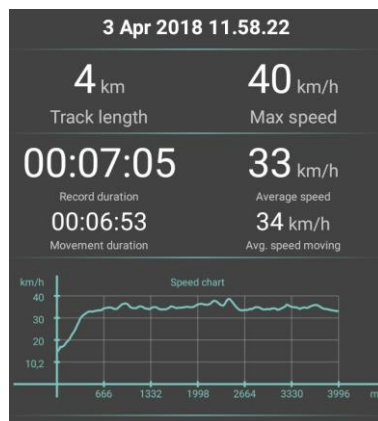 3 Apr 2018 11.58.22
4 km
40 km/h
Track length
Max speed
00:07:05
33 km/h
Record duration
Average speed
00:06:53
34 km/h
Movement duration
Avg. speed moving
km/h
Speed chart
40
30
20
10,2
666 1332 1998 2664 3330 3996 m